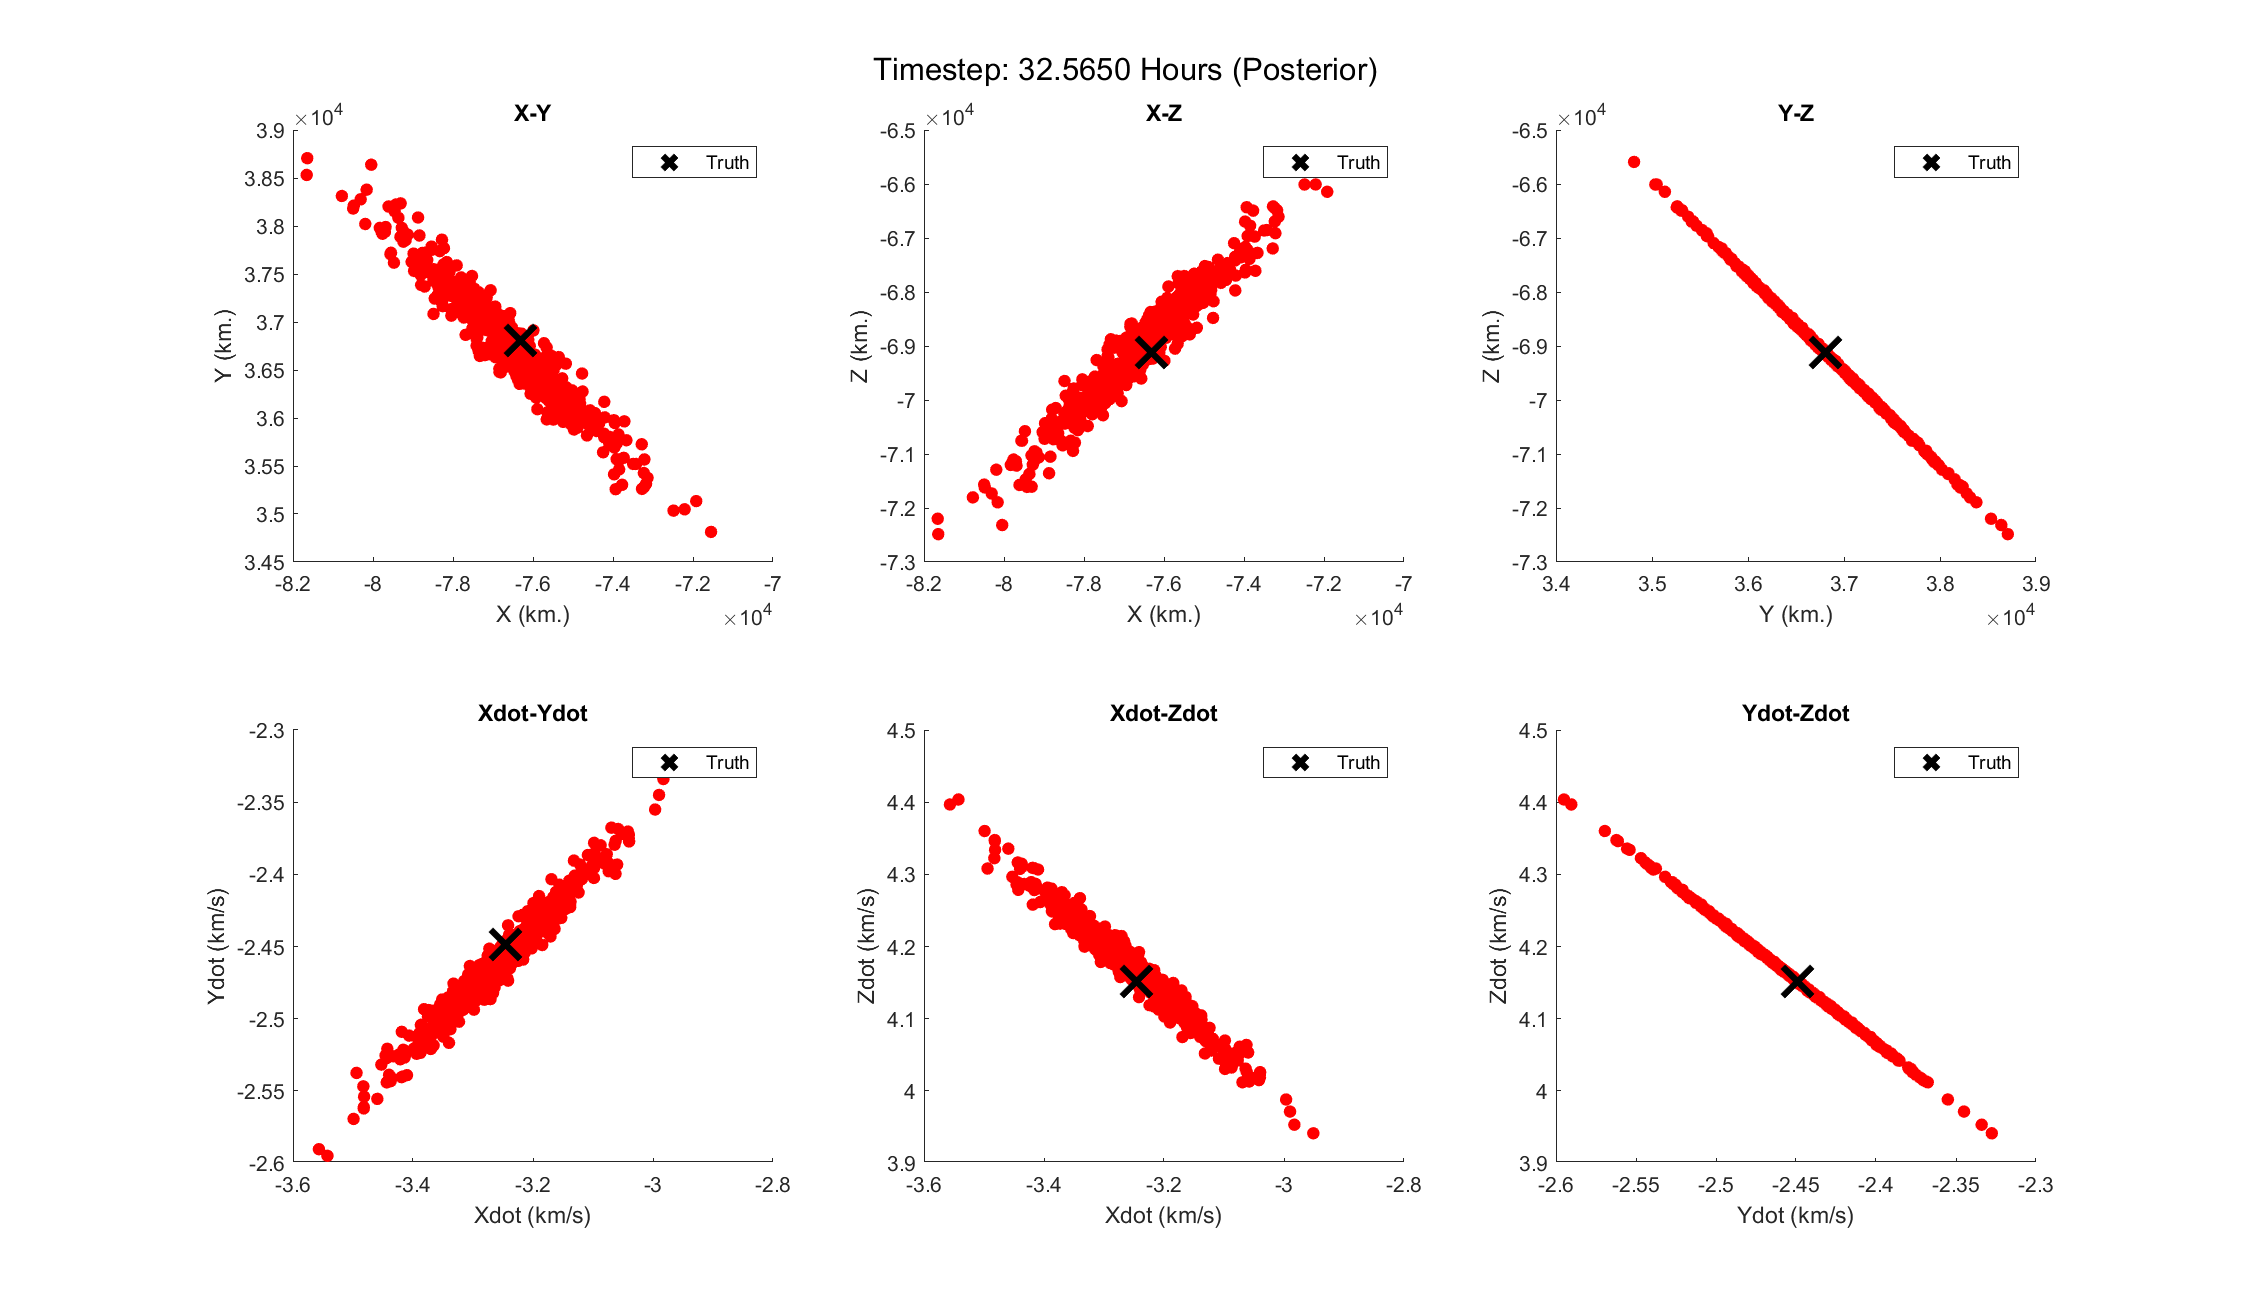 Timestep: 32.5650 Hours (Posterior)
X-Y
×10^4
3.9
3.85
3.8
3.75
3.7
3.65
3.6
3.55
3.5
3.45
Y (km.)
Truth
-8.2 -8 -7.8 -7.6 -7.4 -7.2 -7
X (km.)
×10^4
X-Z
×10^4
-6.5
-6.6
-6.7
-6.8
-6.9
-7
-7.1
-7.2
-7.3
Z (km.)
Truth
-8.2 -8 -7.8 -7.6 -7.4 -7.2 -7
X (km.)
×10^4
Y-Z
×10^4
-6.5
-6.6
-6.7
-6.8
-6.9
-7
-7.1
-7.2
-7.3
Z (km.)
Truth
3.4 3.5 3.6 3.7 3.8 3.9
Y (km.)
×10^4
Xdot-Ydot
-2.3
-2.35
-2.4
-2.45
-2.5
-2.55
-2.6
Ydot (km/s)
Truth
-3.6 -3.4 -3.2 -3 -2.8
Xdot (km/s)
Xdot-Zdot
4.5
4.4
4.3
4.2
4.1
4
3.9
Zdot (km/s)
Truth
-3.6 -3.4 -3.2 -3 -2.8
Xdot (km/s)
Ydot-Zdot
4.5
4.4
4.3
4.2
4.1
4
3.9
Zdot (km/s)
Truth
-2.6 -2.55 -2.5 -2.45 -2.4 -2.35 -2.3
Ydot (km/s)